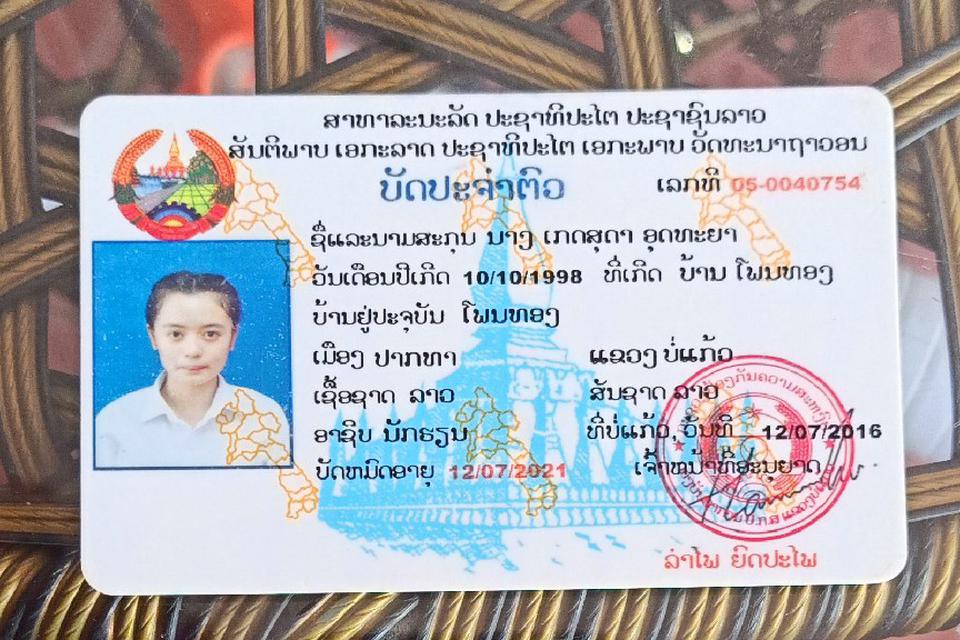 ສາທາລະນະລັດ ປະຊາທິປະໄຕ ປະຊາຊົນລາວ
ສັນຕິພາບ ເອກະລາດ ປະຊາທິປະໄຕ ເອກະພາບ ວັດທະນາຖາວອນ
ບັດປະຈຳຕົວ ເລກທີ 05-0040754
ຊື່ແລະນາມສະກຸນ ນາງ ເກດສຸດາ ອຸດທະຍາ
ວັນເດືອນປີເກີດ 10/10/1998 ທີ່ເກີດ ບ້ານ ໂພນທອງ
ບ້ານຢູ່ປະຈຸບັນ ໂພນທອງ
ເມືອງ ປາກທາ ແຂວງ ບໍ່ແກ້ວ
ເຊື້ອຊາດ ລາວ ສັນຊາດ ລາວ
ອາຊີບ ນັກຮຽນ ທີ່ບໍ່ແກ້ວ, ວັນທີ 12/07/2016
ບັດຫມົດອາຍຸ 12/07/2021 ເຈົ້າຫນ້າທີ່ອະນຸຍາດ
ລ່າໄພ ຍົດປະໄພ